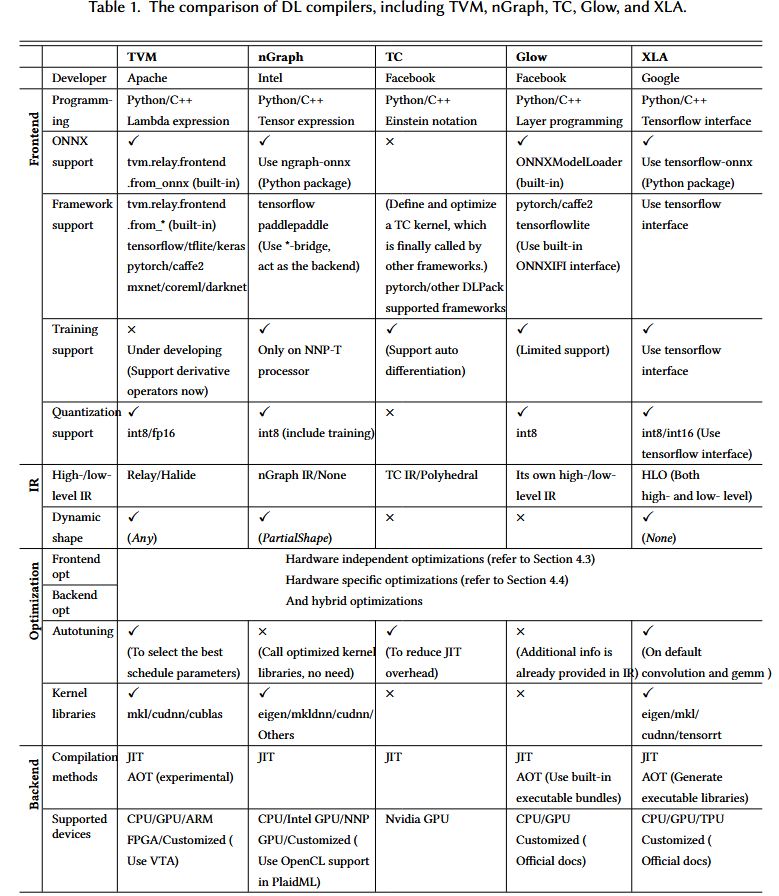 Table 1. The comparison of DL compilers, including TVM, nGraph, TC, Glow, and XLA.
TVM nGraph TC Glow XLA
Developer Apache Intel Facebook Facebook Google
Frontend
Programm-
ing
Python/C++
Lambda expression
Python/C++
Tensor expression
Python/C++
Einstein notation
Python/C++
Layer programming
Python/C++
Tensorflow interface
ONNX
support
✓
tvm.relay.frontend
.from_onnx (built-in)
✓
Use ngraph-onnx
(Python package)
×
✓
ONNXModelLoader
(built-in)
✓
Use tensorflow-onnx
(Python package)
Framework
support
tvm.relay.frontend
.from_* (built-in)
tensorflow/tflite/keras
pytorch/caffe2
mxnet/coreml/darknet
tensorflow
paddlepaddle
(Use *-bridge,
act as the backend)
(Define and optimize
a TC kernel, which
is finally called by
other frameworks.)
pytorch/other DLPack
supported frameworks
pytorch/caffe2
tensorflowlite
(Use built-in
ONNXIFI interface)
Use tensorflow
interface
Training
support
×
Under developing
(Support derivative
operators now)
✓
Only on NNP-T
processor
✓
(Support auto
differentiation)
✓
(Limited support)
✓
Use tensorflow
interface
Quantization
support
✓
int8/fp16
✓
int8 (include training)
×
✓
int8
✓
int8/int16 (Use
tensorflow interface)
IR
High-/low-
level IR
Relay/Halide
nGraph IR/None
TC IR/Polyhedral
Its own high-/low-
level IR
HLO (Both
high- and low- level)
Dynamic
shape
✓
(Any)
✓
(PartialShape)
×
×
✓
(None)
Optimization
Frontend
opt
Backend
opt
Hardware independent optimizations (refer to Section 4.3)
Hardware specific optimizations (refer to Section 4.4)
And hybrid optimizations
Autotuning
✓
(To select the best
schedule parameters)
×
(Call optimized kernel
libraries, no need)
✓
(To reduce JIT
overhead)
×
(Additional info is
already provided in IR)
✓
(On default
convolution and gemm )
Kernel
libraries
✓
mkl/cudnn/cublas
✓
eigen/mkldnn/cudnn/
Others
×
×
✓
eigen/mkl/
cudnn/tensorrt
Backend
Compilation
methods
JIT
AOT (experimental)
JIT
JIT
JIT
AOT (Use built-in
executable bundles)
JIT
AOT (Generate
executable libraries)
Supported
devices
CPU/GPU/ARM
FPGA/Customized (
Use VTA)
CPU/Intel GPU/NNP
GPU/Customized (
Use OpenCL support
in PlaidML)
Nvidia GPU
CPU/GPU
Customized (
Official docs)
CPU/GPU/TPU
Customized (
Official docs)